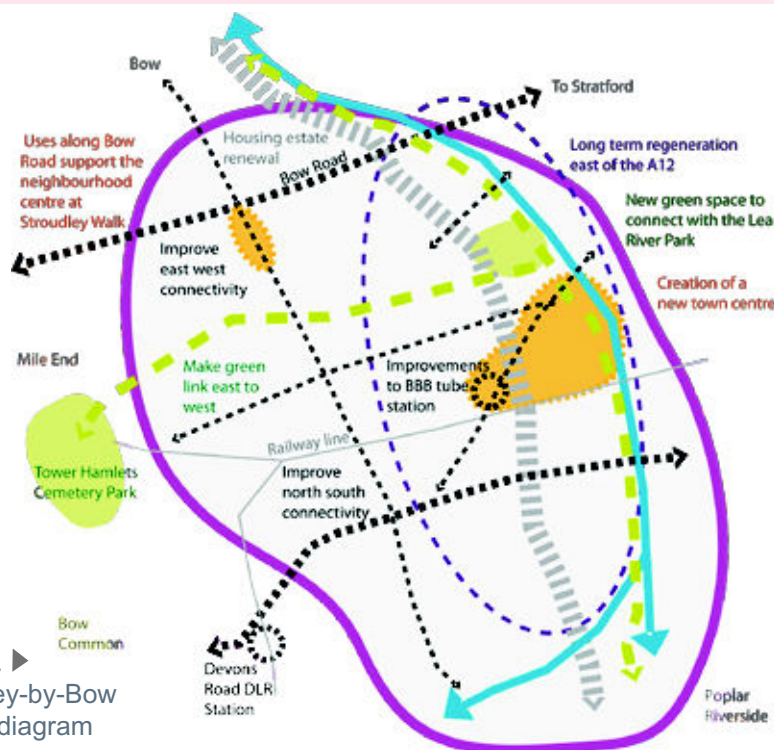 Bow
To Stratford
Uses along Bow
Road support the
neighbourhood
centre at
Stroudley Walk
Housing estate
renewal
Bow Road
Long term regeneration
east of the A12
New green space to
connect with the Lea
River Park
Improve
east west
connectivity
Creation of a
new town centre
Mile End
Make green
link east to
west
Improvements
to BBB tube
station
Railway line
Tower Hamlets
Cemetery Park
Improve
north south
connectivity
Bow
Common
Devons
Road DLR
Station
ey-by-Bow
diagram
Poplar
Riverside